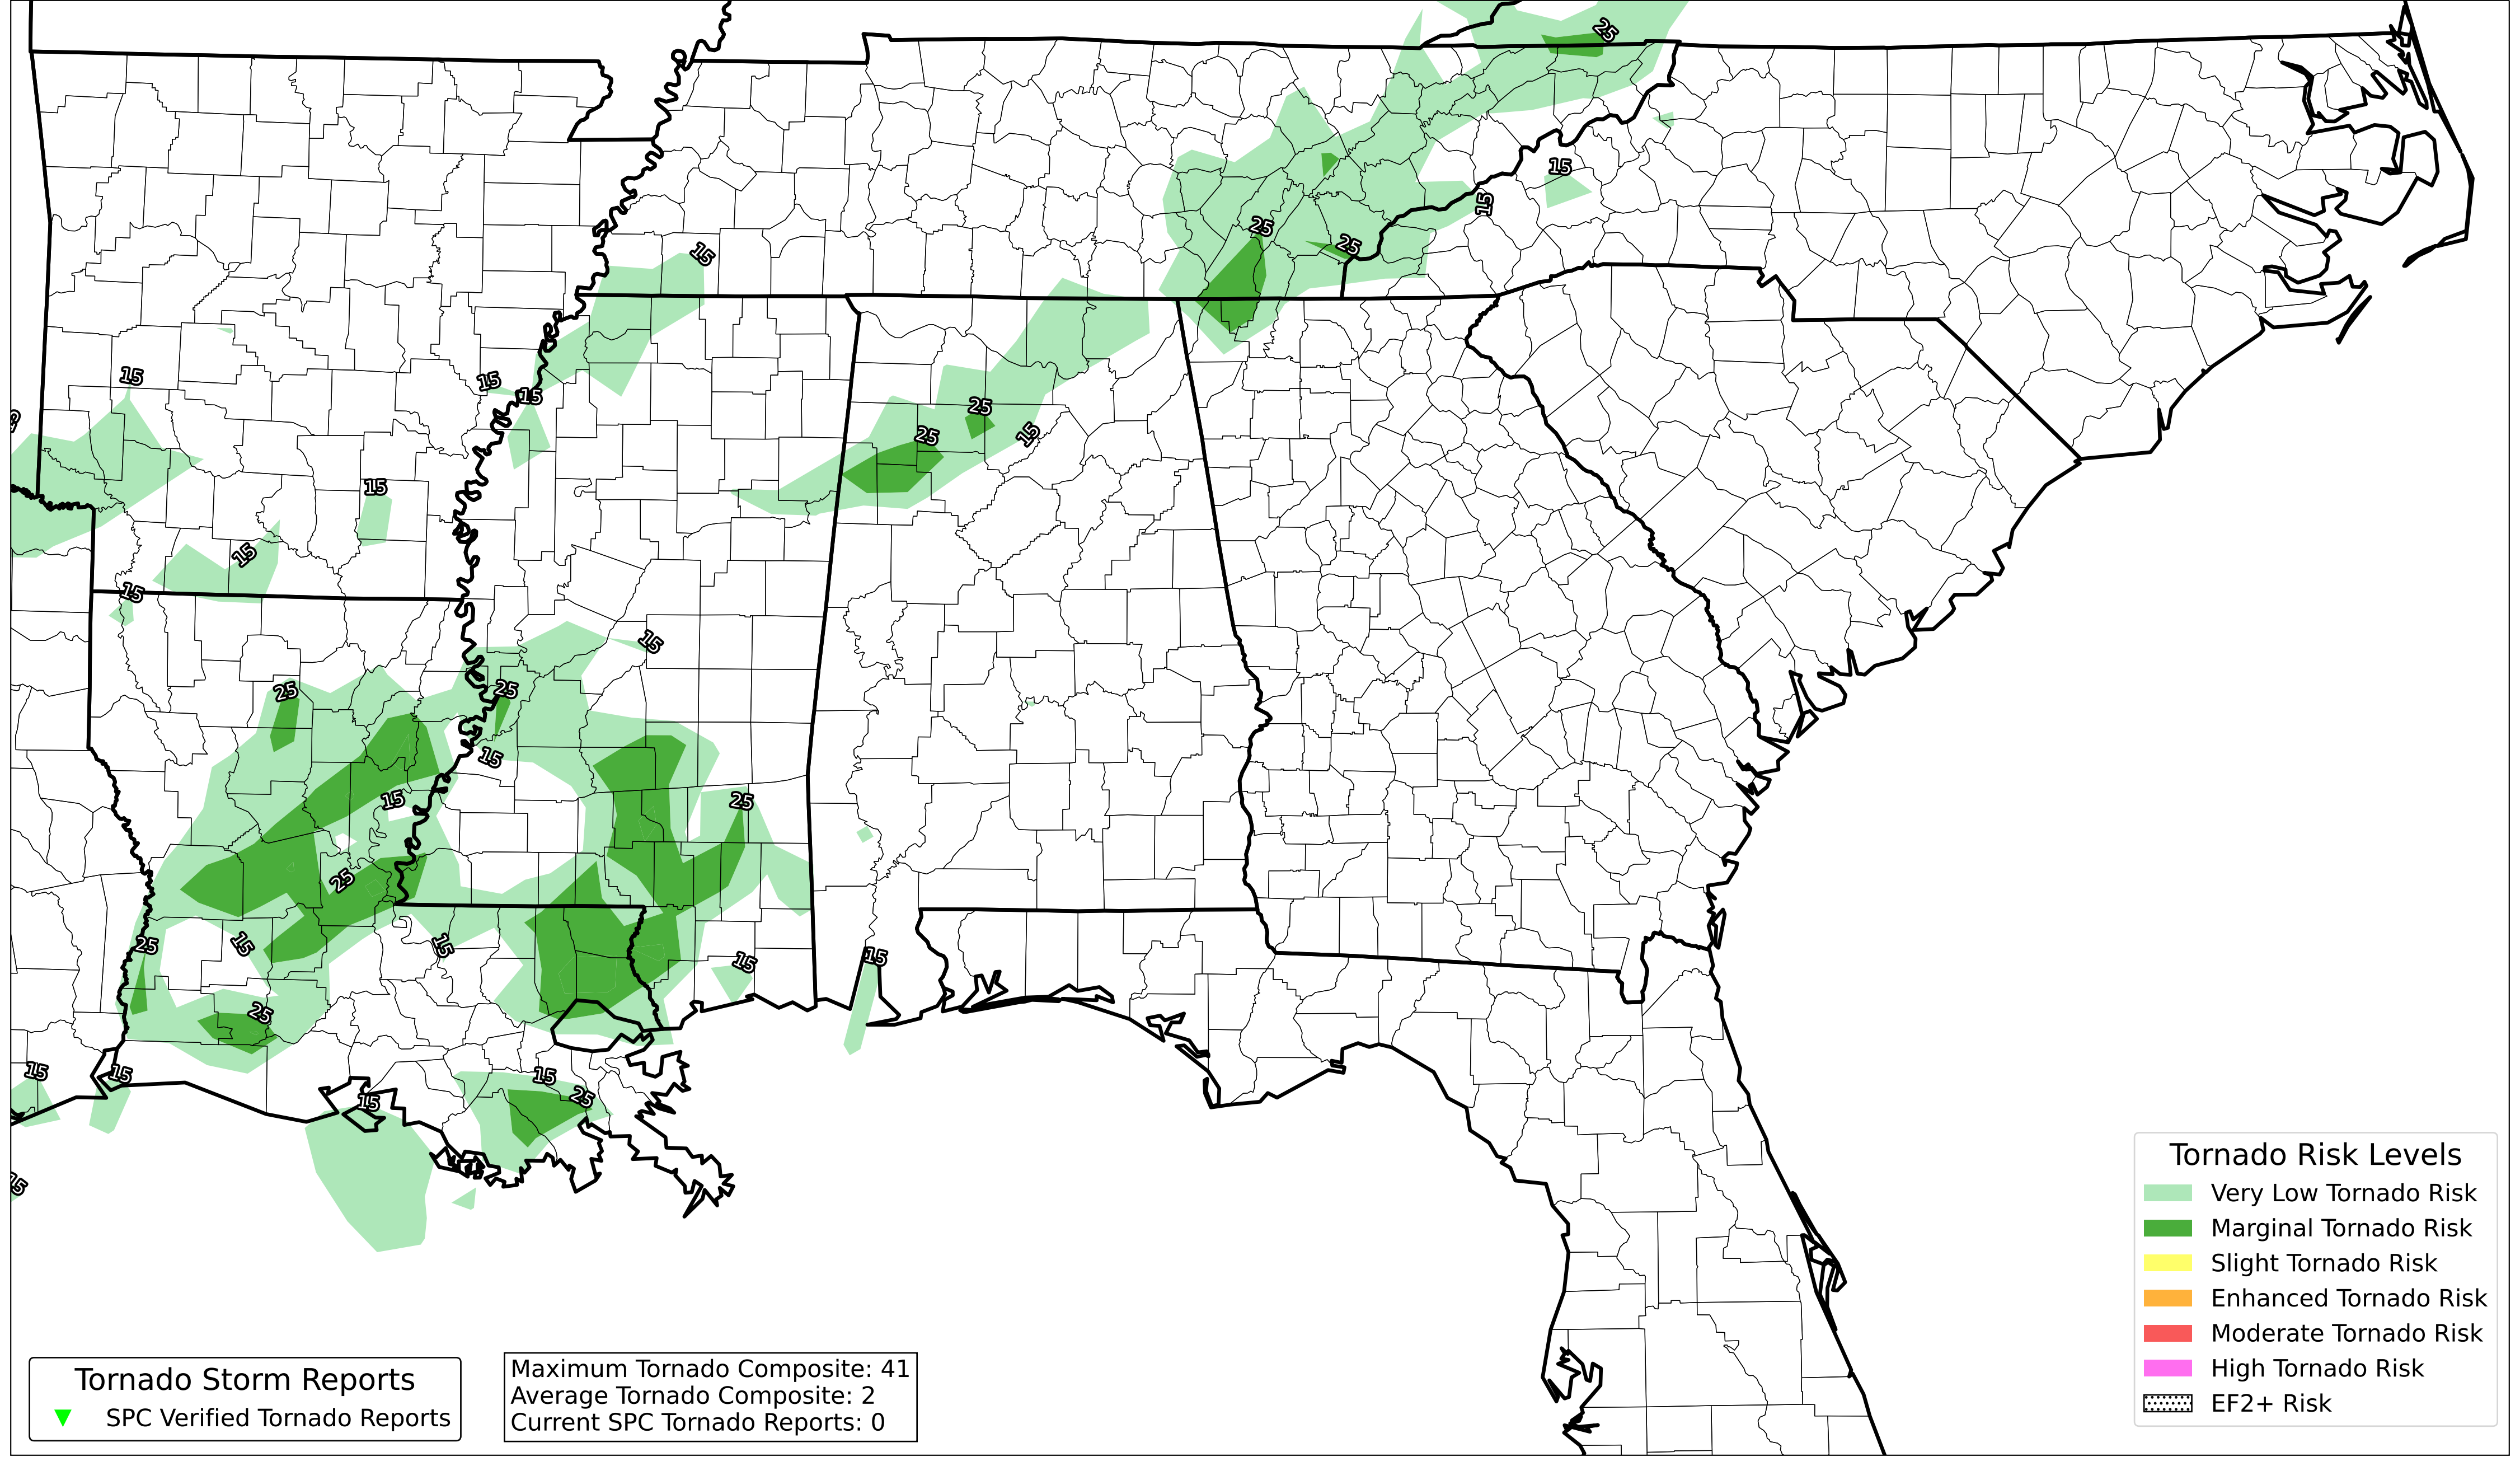 25
15
15
25
25
15
15
15
15
25
25
15
15
15
15
15
25
25
15
15
25
25
25
15
15
15
15
25
15
15
15
15
25
15
15
Tornado Risk Levels
Very Low Tornado Risk
Marginal Tornado Risk
Slight Tornado Risk
Enhanced Tornado Risk
Moderate Tornado Risk
High Tornado Risk
EF2+ Risk
Tornado Storm Reports
SPC Verified Tornado Reports
Maximum Tornado Composite: 41
Average Tornado Composite: 2
Current SPC Tornado Reports: 0